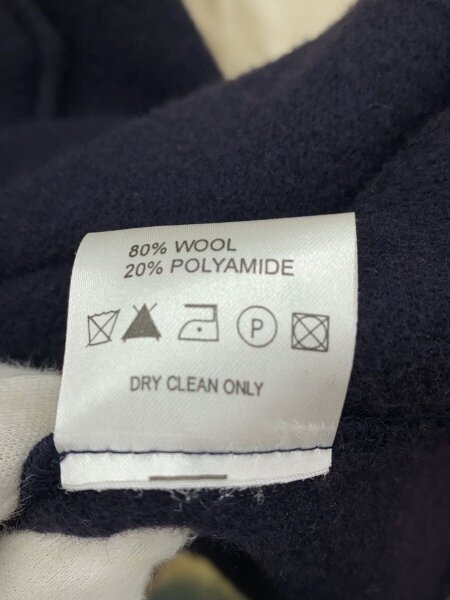 80% WOOL
20% POLYAMIDE
P
DRY CLEAN ONLY